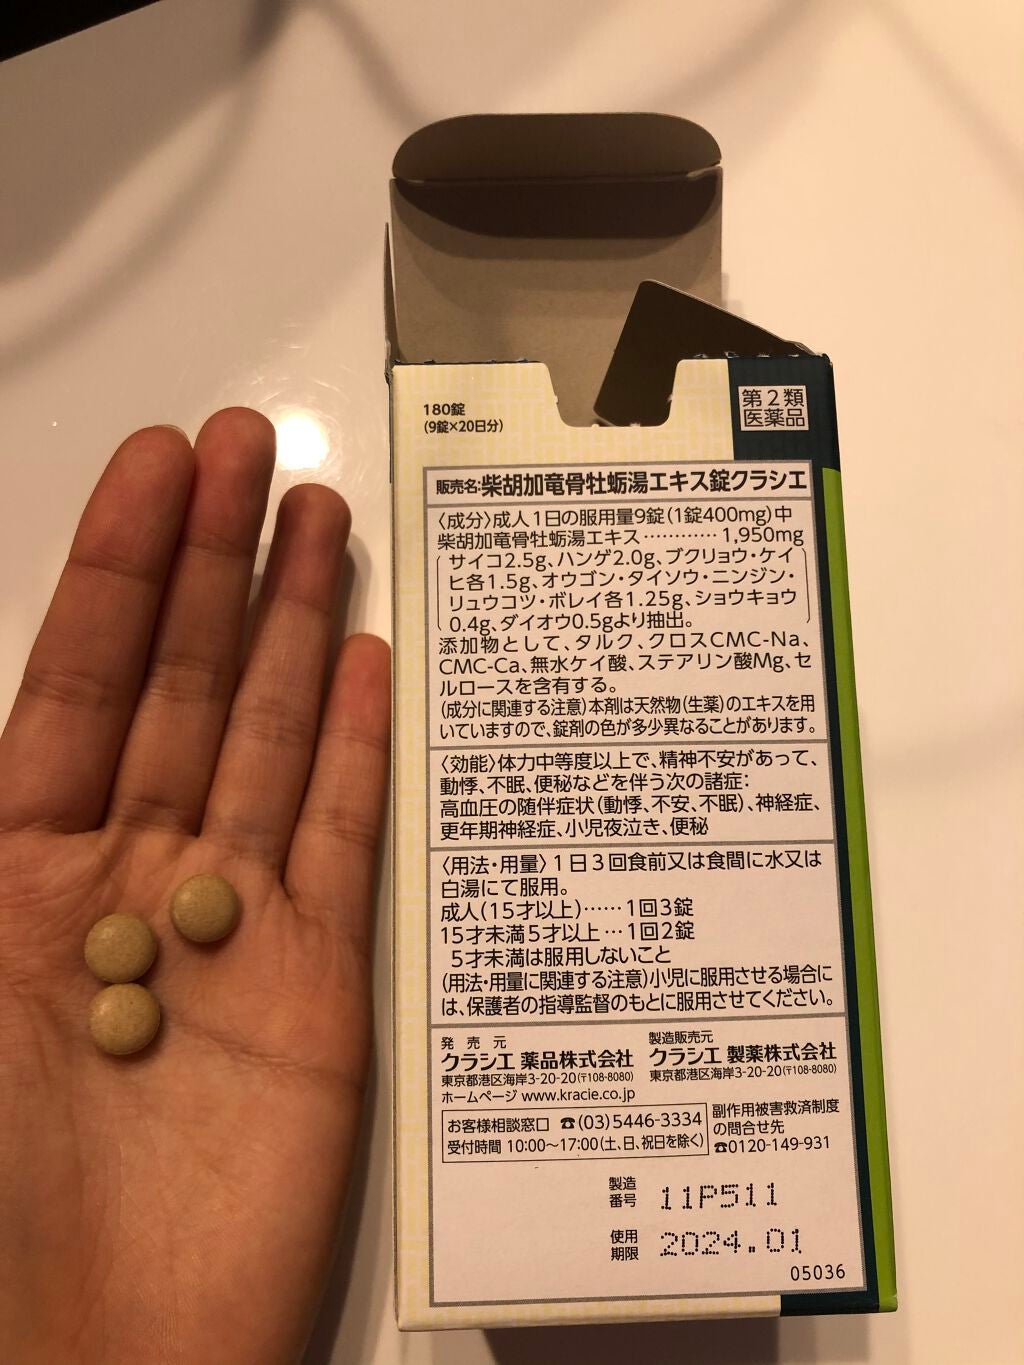 180錠
(9錠×20日分)
第2類
医薬品
販売名:柴胡加竜骨牡蛎湯エキス錠クラシエ
〈成分〉成人1日の服用量9錠(1錠400mg)中
柴胡加竜骨牡蛎湯エキス…………1,950mg
サイコ2.5g、ハンゲ2.0g、ブクリョウ・ケイ
ヒ各1.5g、オウゴン・タイソウ・ニンジン・
リュウコツ・ボレイ各1.25g、ショウキョウ
0.4g、ダイオウ0.5gより抽出。
添加物として、タルク、クロスCMC-Na、
CMC-Ca、無水ケイ酸、ステアリン酸Mg、セ
ルロースを含有する。
(成分に関連する注意)本剤は天然物(生薬)のエキスを用
いていますので、錠剤の色が多少異なることがあります。
〈効能〉体力中等度以上で、精神不安があって、
動悸、不眠、便秘などを伴う次の諸症:
高血圧の随伴症状(動悸、不安、不眠)、神経症、
更年期神経症、小児夜泣き、便秘
〈用法・用量〉1日3回食前又は食間に水又は
白湯にて服用。
成人(15才以上)……1回3錠
15才未満5才以上…1回2錠
5才未満は服用しないこと
(用法・用量に関連する注意)小児に服用させる場合に
は、保護者の指導監督のもとに服用させてください。
発売元
クラシエ薬品株式会社
東京都港区海岸3-20-20(〒108-8080)
ホームページ www.kracie.co.jp
製造販売元
クラシエ製薬株式会社
東京都港区海岸3-20-20(〒108-8080)
お客様相談窓口 ☎(03)5446-3334
受付時間 10:00〜17:00(土、日、祝日を除く)
副作用被害救済制度
の問合せ先
☎0120-149-931
製造
番号 11P511
使用
期限 2024.01
05036